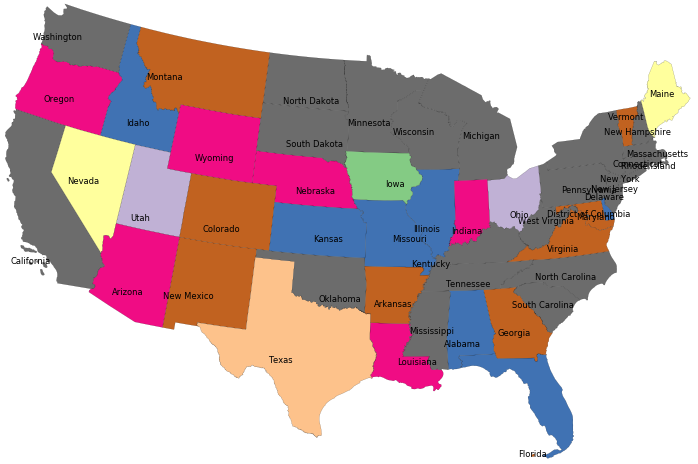 Washington
Montana
Maine
Oregon
North Dakota
Vermont
Idaho
Minnesota
New Hampshire
Wisconsin
Michigan
South Dakota
Massachusetts
Wyoming
Connecticut
Rhode Island
Nevada
Nebraska
Iowa
New York
Pennsylvania
New Jersey
Delaware
Utah
Ohio
District of Columbia
Maryland
West Virginia
Colorado
Illinois
Indiana
Kansas
Missouri
Virginia
California
Kentucky
North Carolina
Arizona
New Mexico
Tennessee
Oklahoma
Arkansas
South Carolina
Mississippi
Georgia
Alabama
Texas
Louisiana
Florida